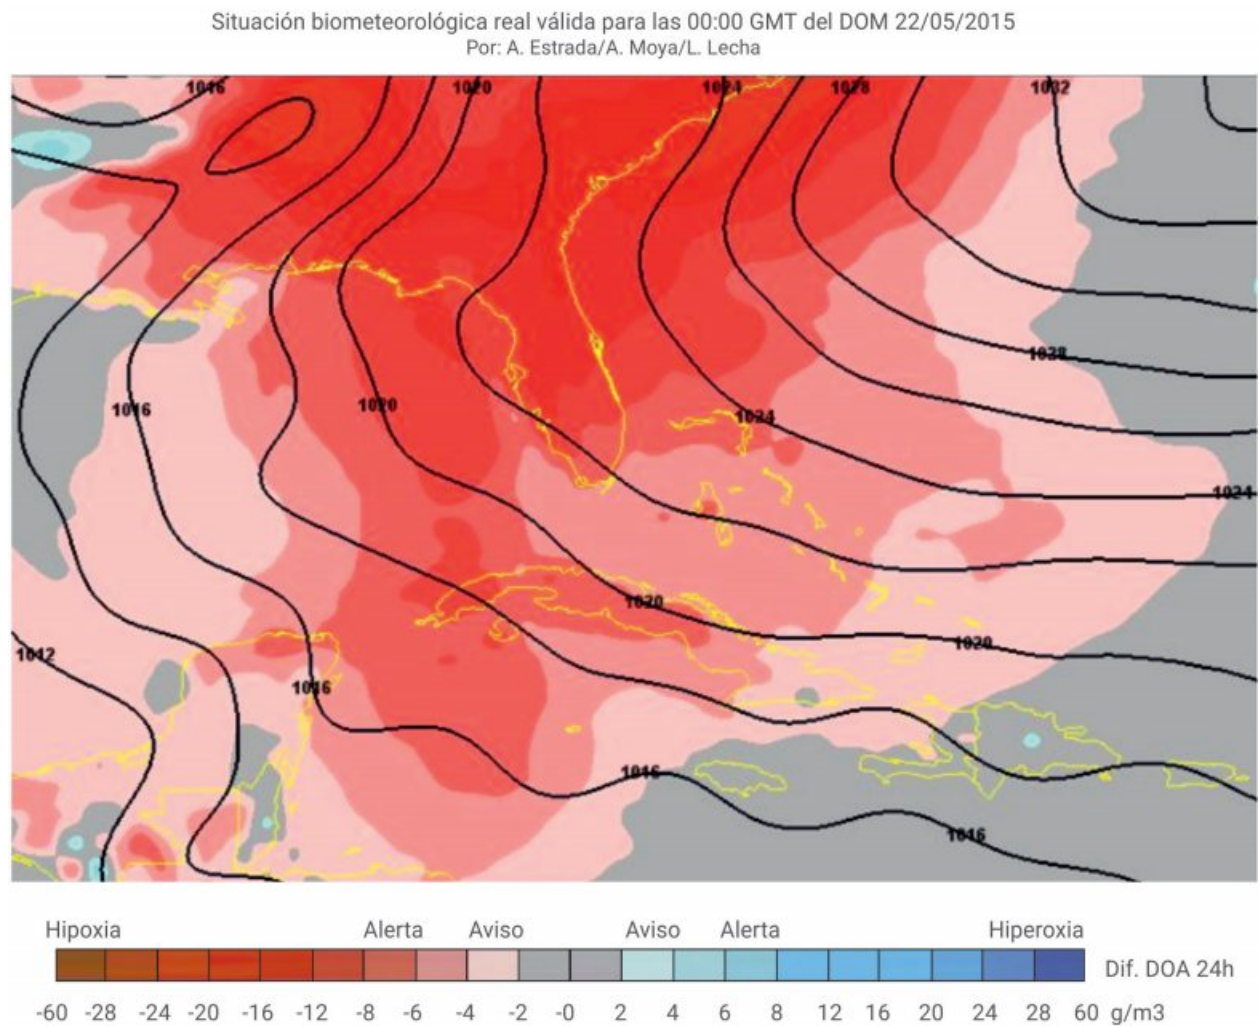 Situación biometeorológica real válida para las 00:00 GMT del DOM 22/05/2015
Por: A. Estrada/A. Moya/L. Lecha
1016 1020 1024 1028 1032
1028
1016 1020 1024
1024
1020
1012 1020
1016
1016
1016
Hipoxia Alerta Aviso Aviso Alerta Hiperoxia
Dif. DOA 24h
-60 -28 -24 -20 -16 -12 -8 -6 -4 -2 -0 2 4 6 8 12 16 20 24 28 60 g/m3